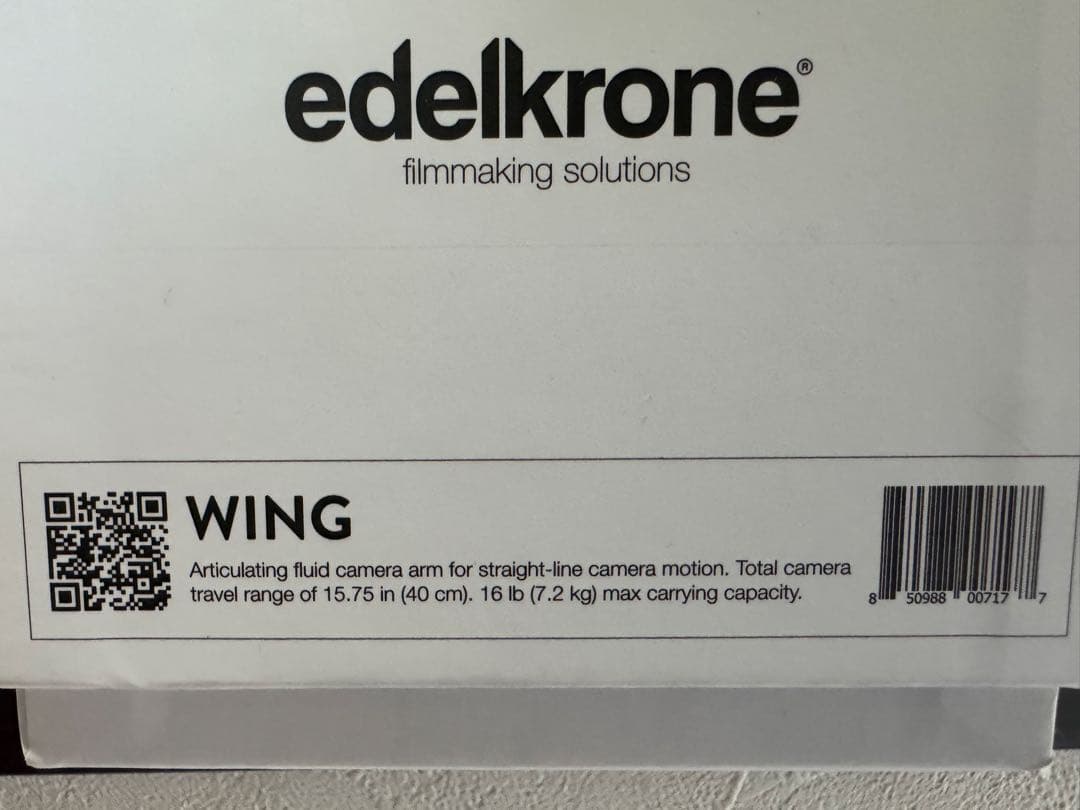 edelkrone®
filmmaking solutions
WING
Articulating fluid camera arm for straight-line camera motion. Total camera
travel range of 15.75 in (40 cm). 16 lb (7.2 kg) max carrying capacity.
8 50988 00717 7